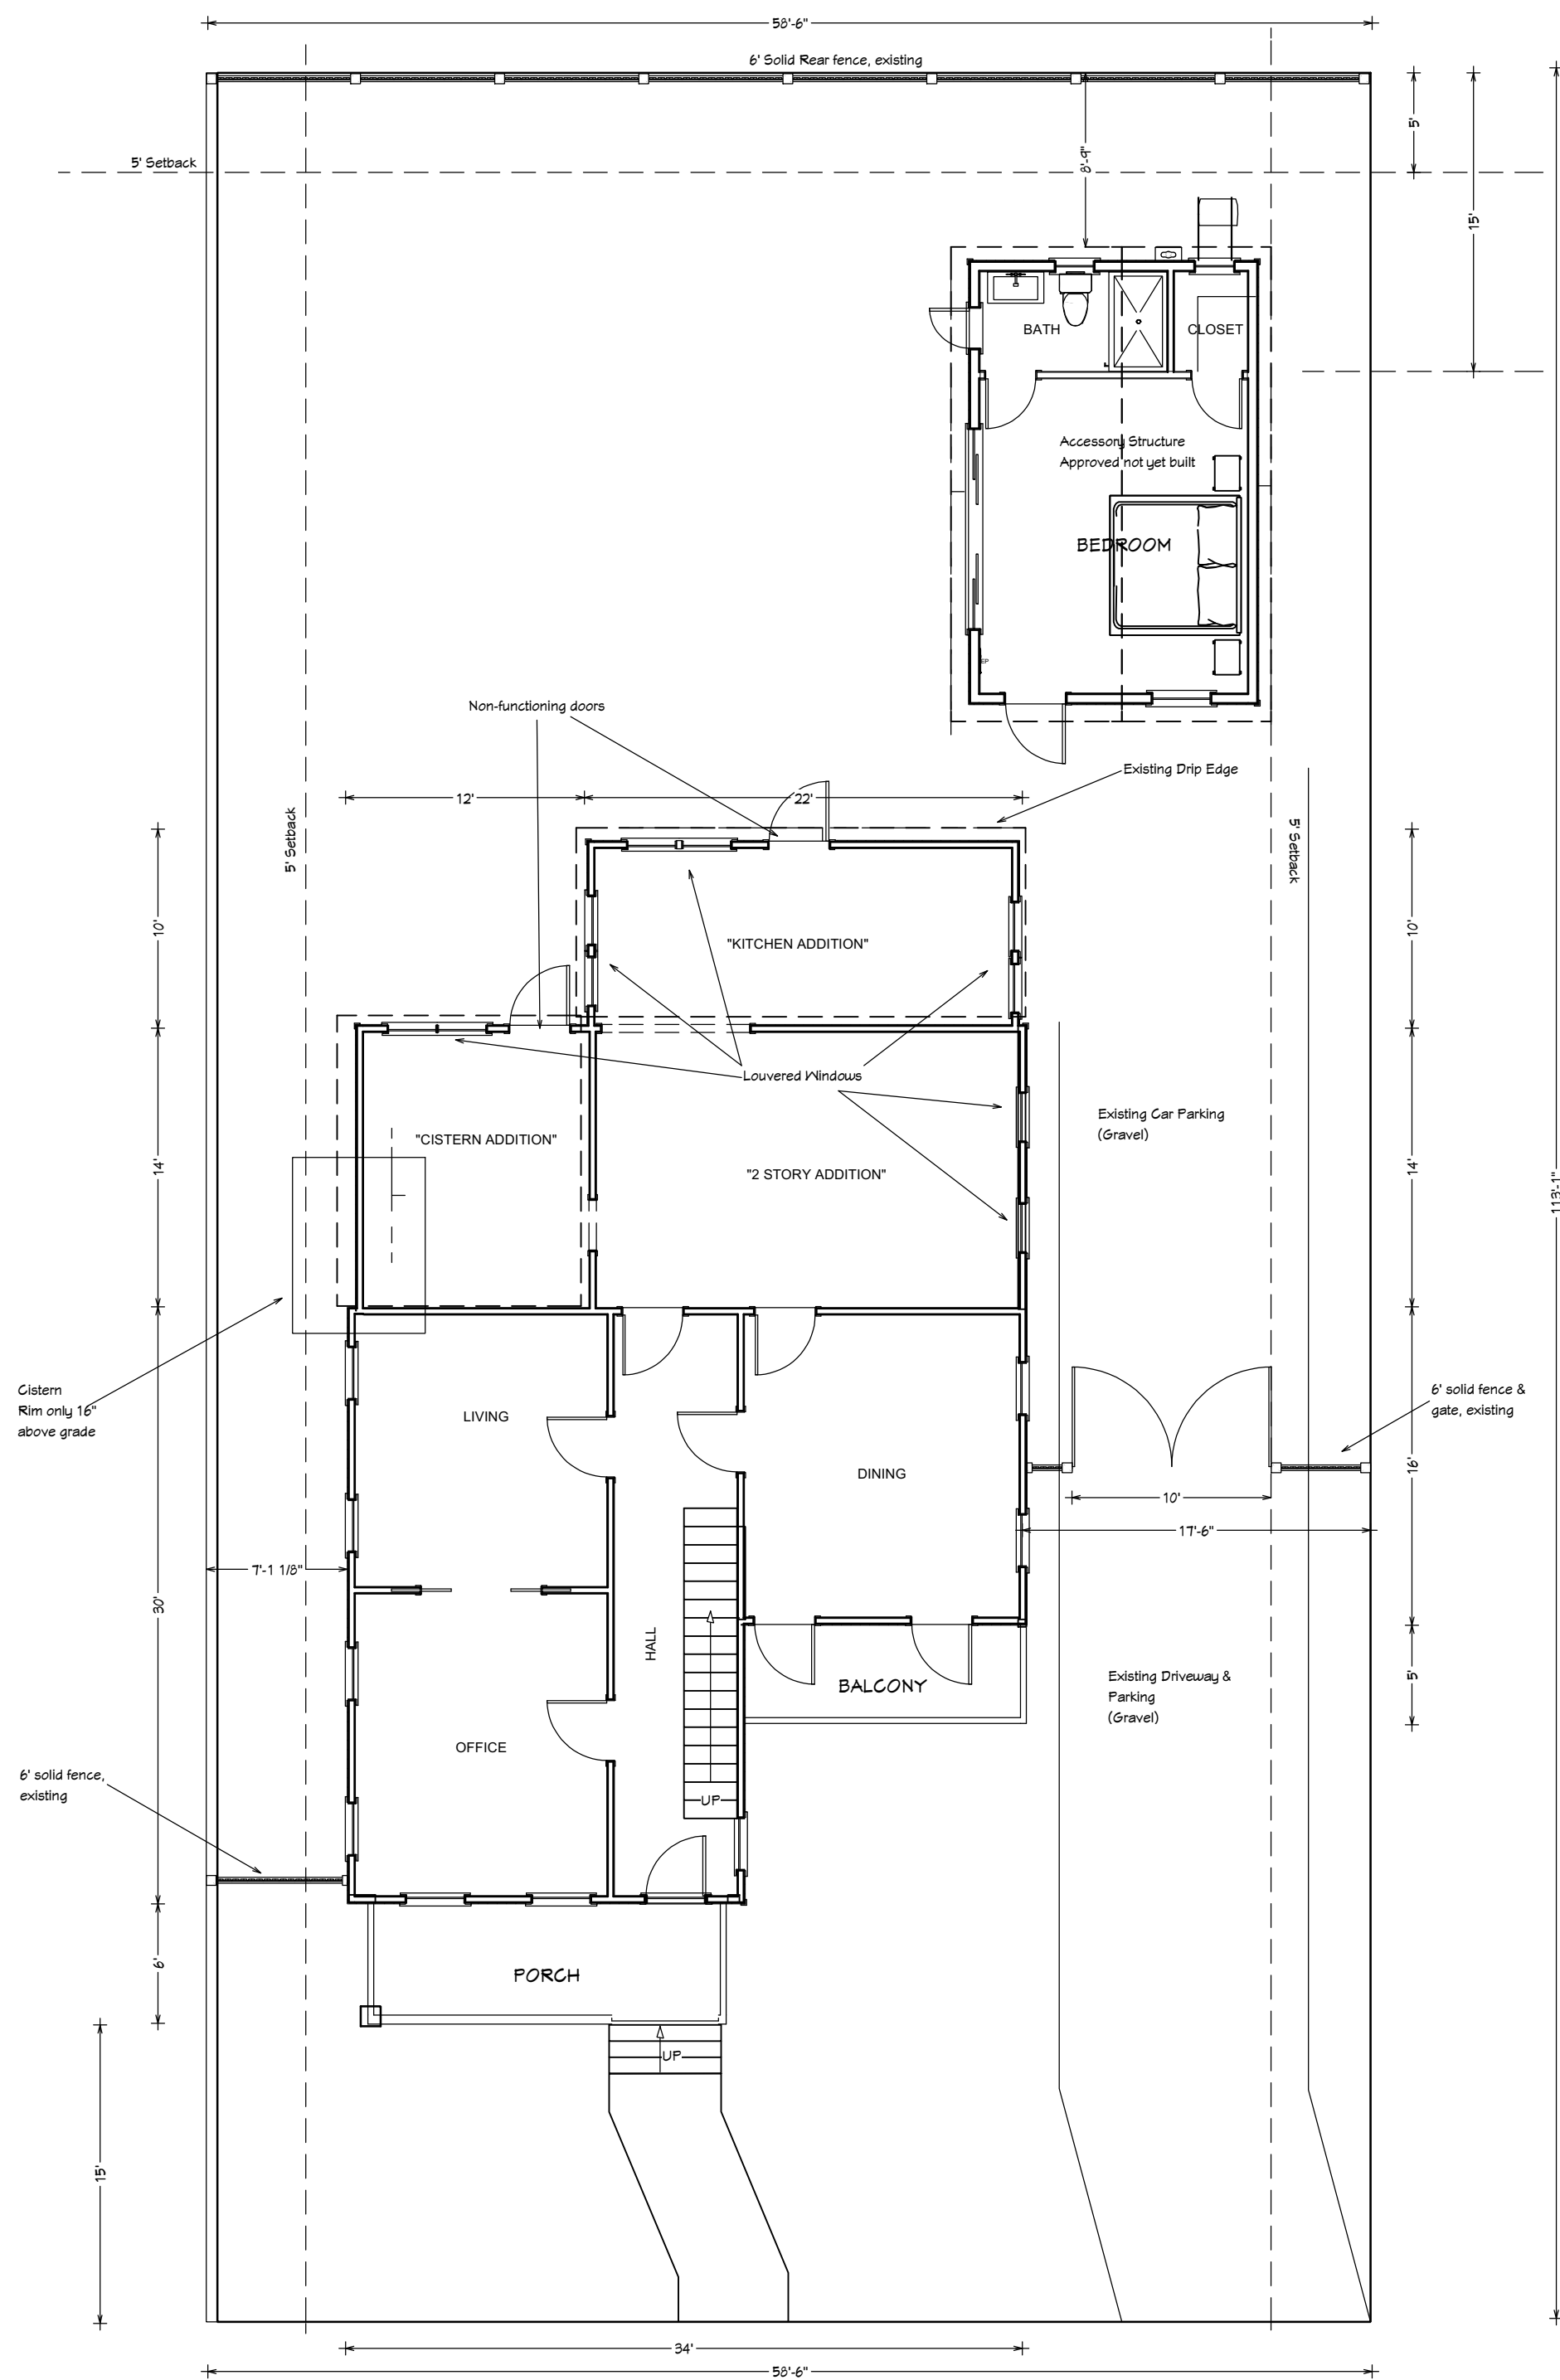 58'-6"
6' Solid Rear fence, existing
5'
8'-9"
5' Setback
15'
BATH
CLOSET
Accessory Structure
Approved not yet built
BEDROOM
EP
Non-functioning doors
Existing Drip Edge
12'
22'
5' Setback
5' Setback
10'
10'
"KITCHEN ADDITION"
Louvered Windows
Existing Car Parking
(Gravel)
"CISTERN ADDITION"
14'
14'
"2 STORY ADDITION"
113'-1"
Cistern
Rim only 16"
above grade
LIVING
6' solid fence &
gate, existing
DINING
16'
10'
17'-6"
7'-1 1/8"
30'
HALL
BALCONY
5'
Existing Driveway &
Parking
(Gravel)
OFFICE
6' solid fence,
existing
UP
6'
PORCH
UP
15'
34'
58'-6"